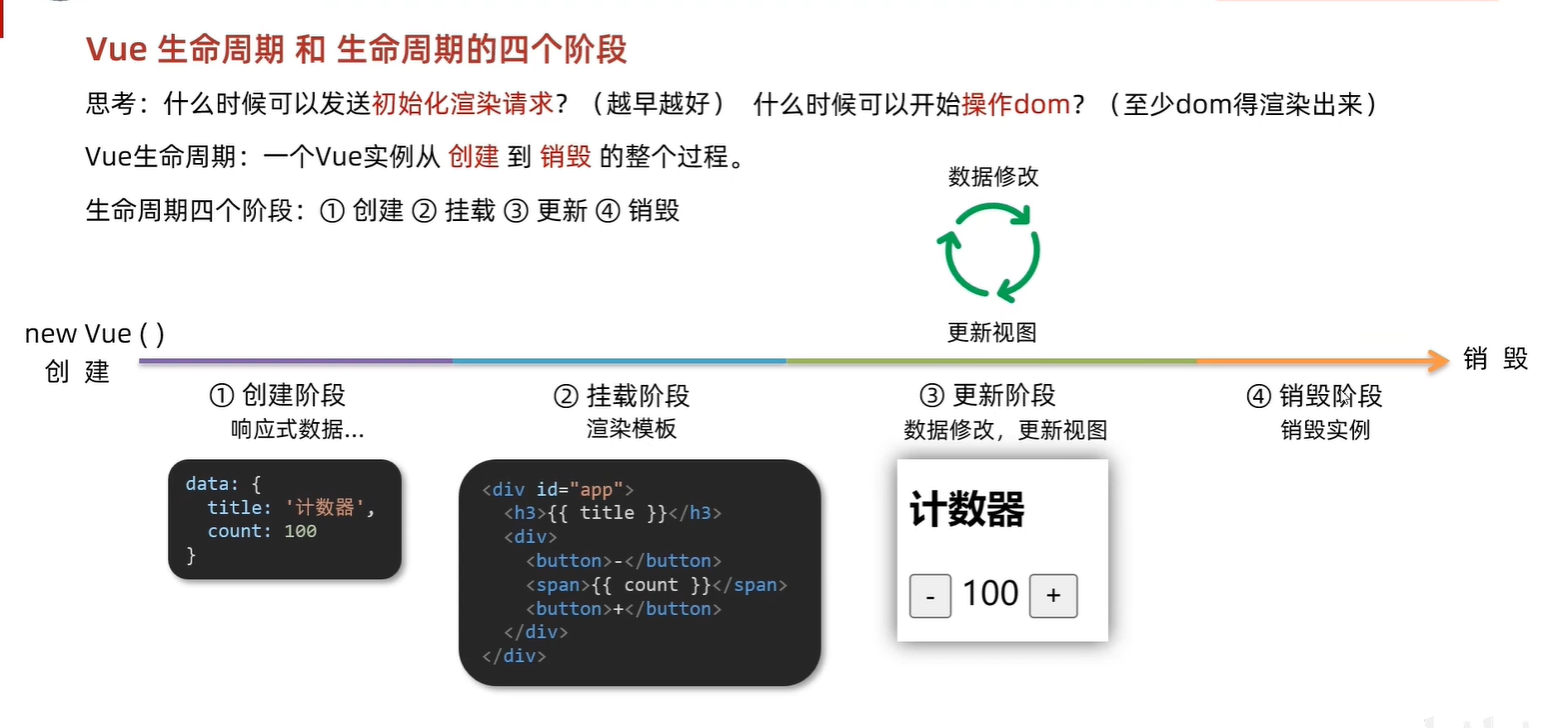 Vue 生命周期 和 生命周期的四个阶段
思考：什么时候可以发送初始化渲染请求？（越早越好） 什么时候可以开始操作dom？（至少dom得渲染出来）
Vue生命周期：一个Vue实例从 创建 到 销毁 的整个过程。
生命周期四个阶段：① 创建 ② 挂载 ③ 更新 ④ 销毁
数据修改
更新视图
new Vue ( )
创 建
销 毁
① 创建阶段
响应式数据...
data: {
  title: '计数器',
  count: 100
}
② 挂载阶段
渲染模板
<div id="app">
  <h3>{{ title }}</h3>
  <div>
    <button>-</button>
    <span>{{ count }}</span>
    <button>+</button>
  </div>
</div>
③ 更新阶段
数据修改，更新视图
计数器
- 100 +
④ 销毁阶段
销毁实例